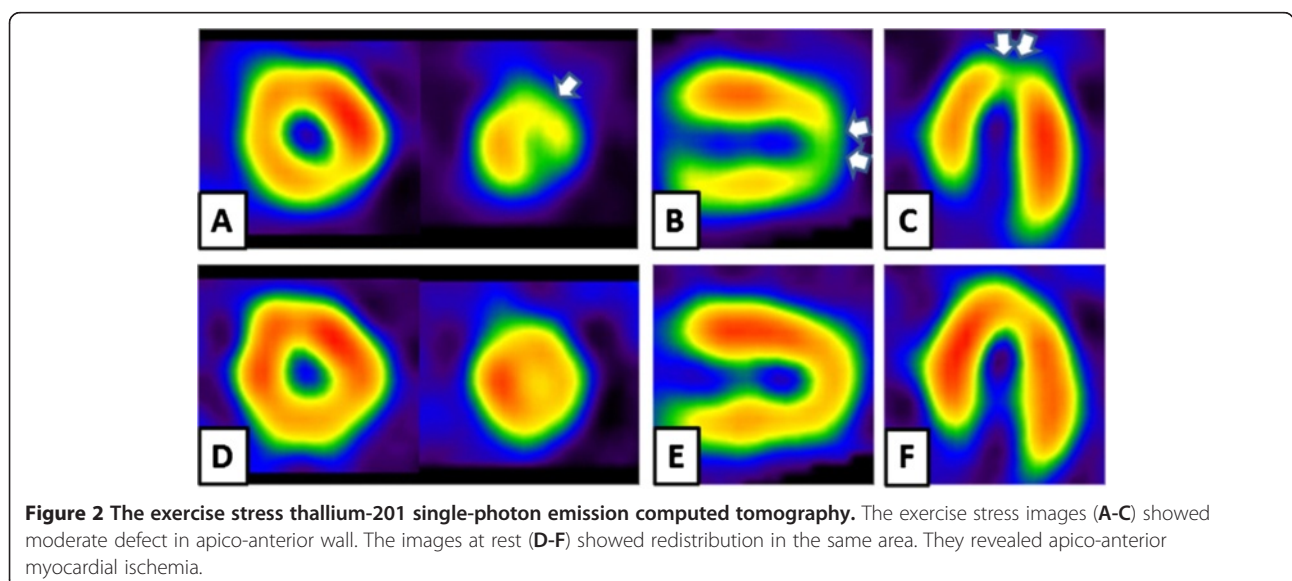 A
B
C
D
E
F
Figure 2 The exercise stress thallium-201 single-photon emission computed tomography. The exercise stress images (A-C) showed
moderate defect in apico-anterior wall. The images at rest (D-F) showed redistribution in the same area. They revealed apico-anterior
myocardial ischemia.